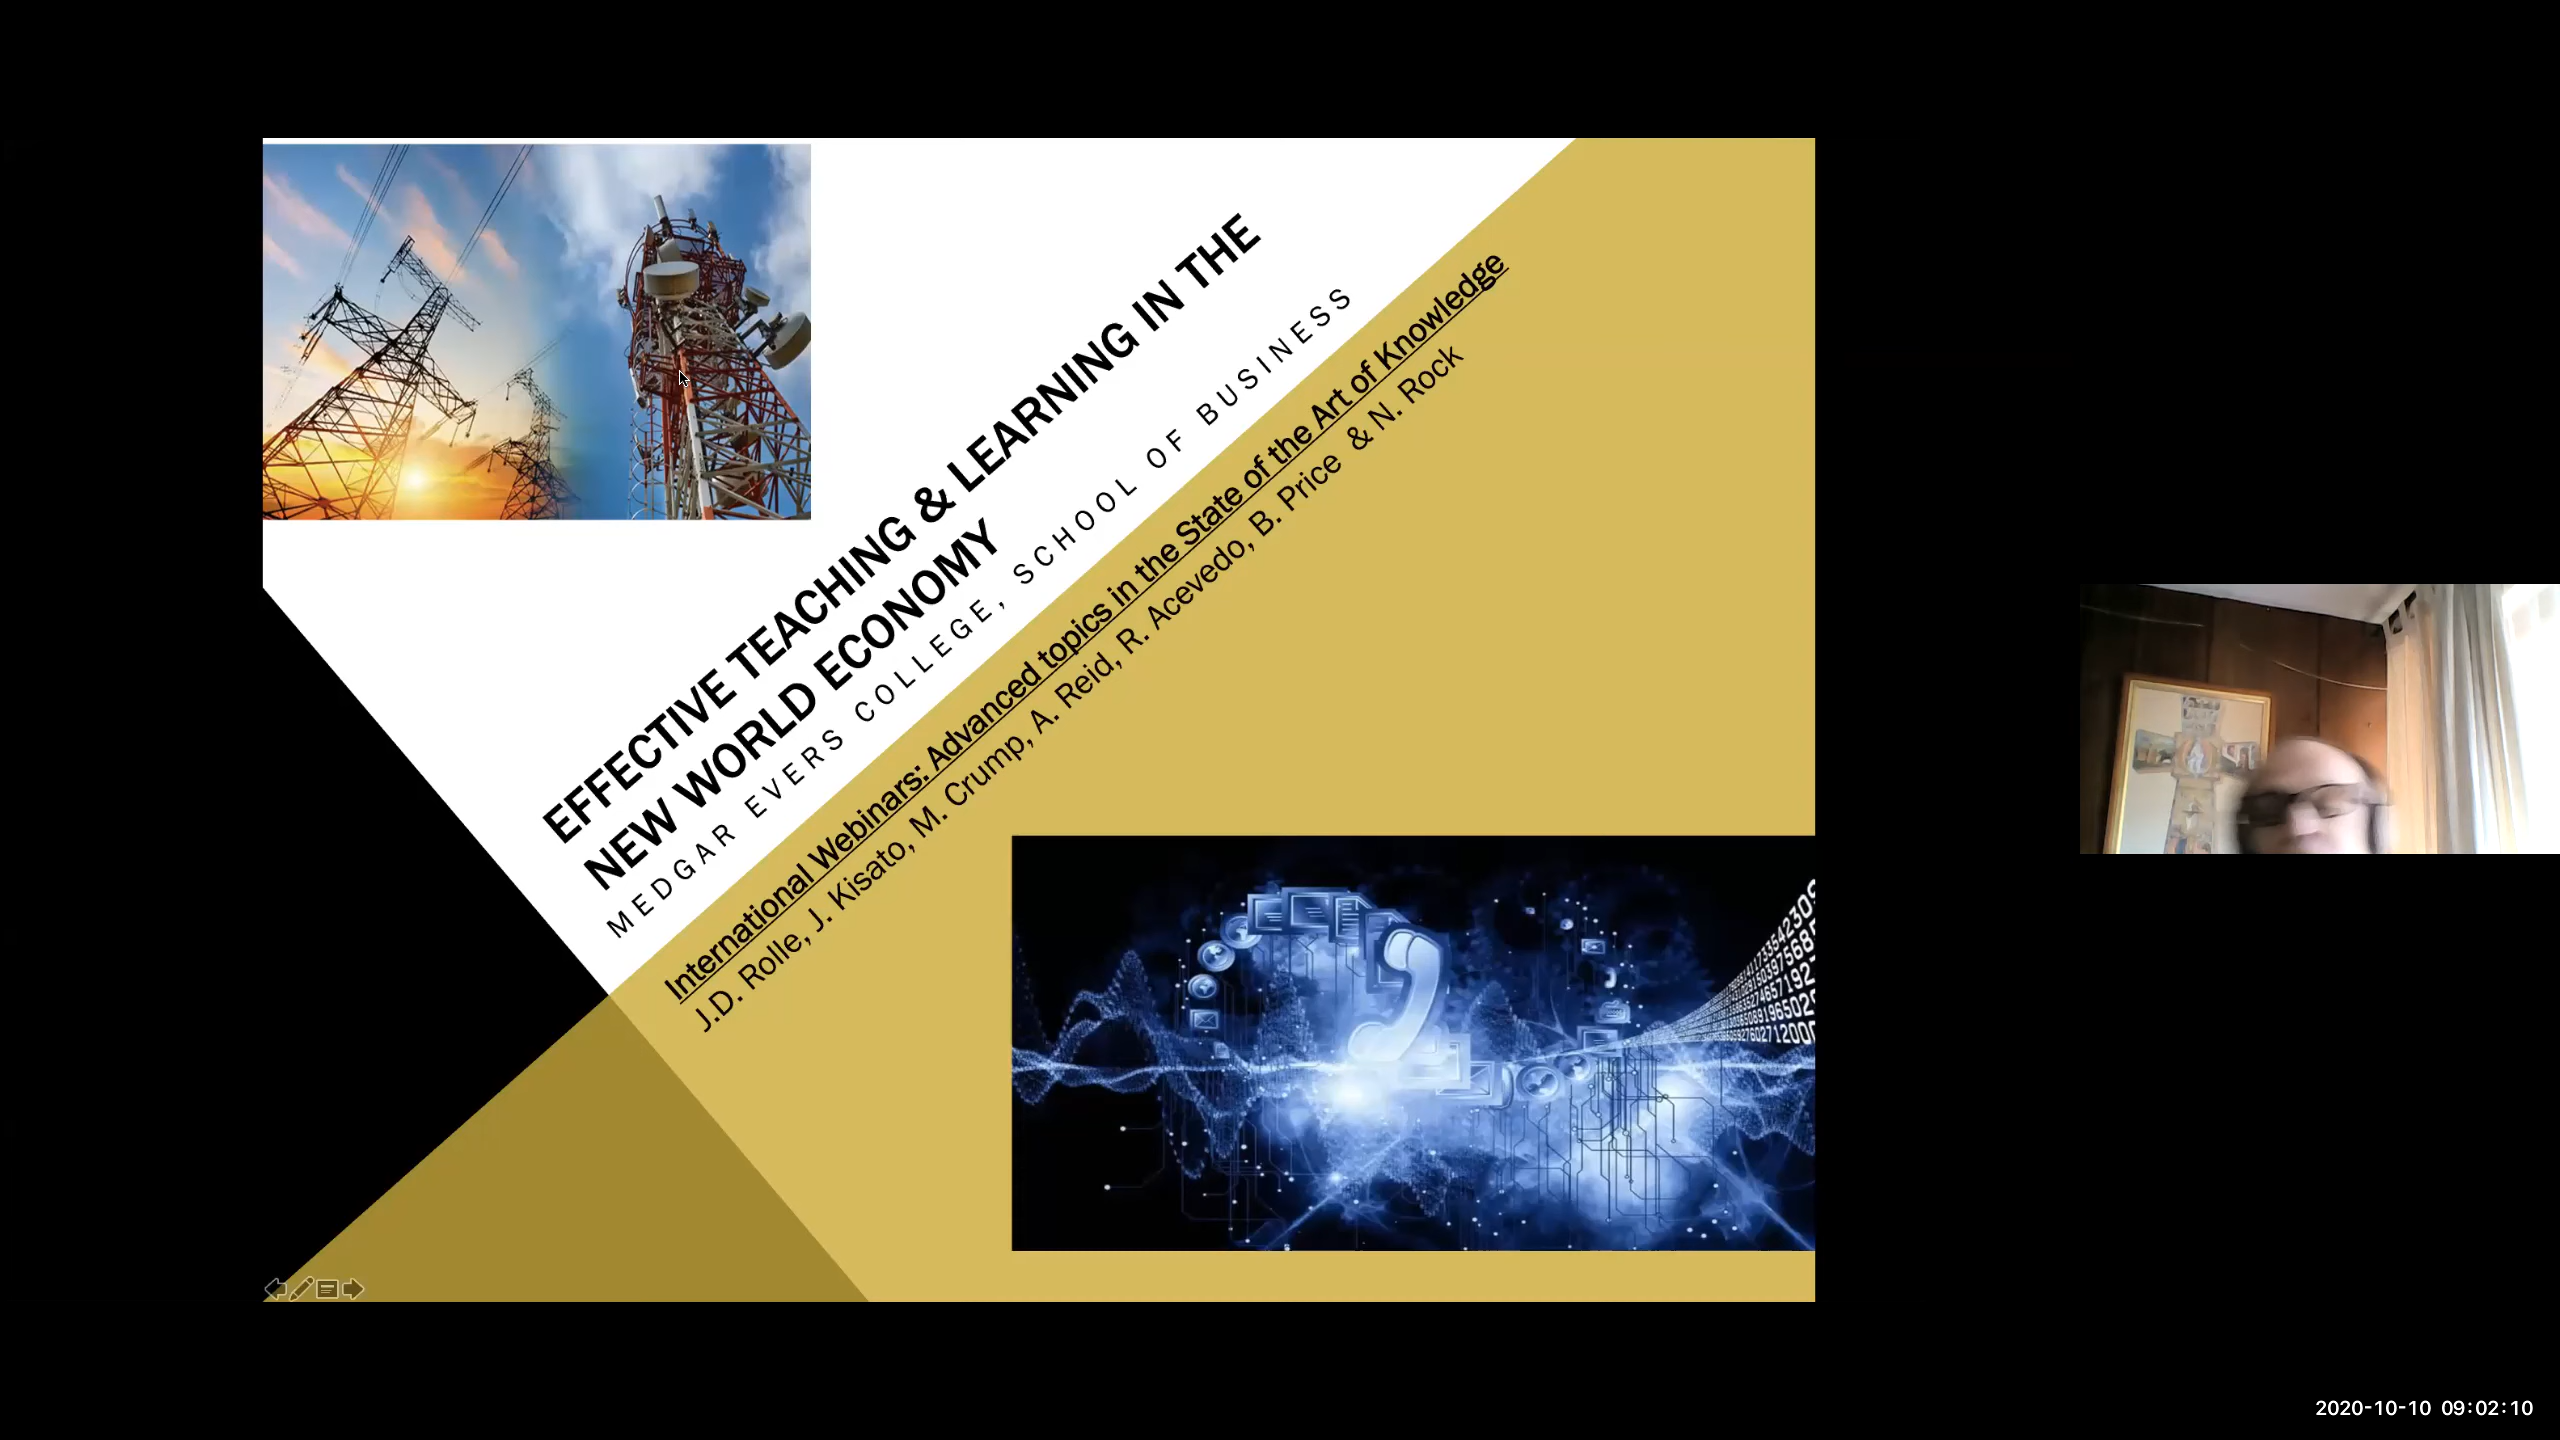 EFFECTIVE TEACHING & LEARNING IN THE
NEW WORLD ECONOMY
MEDGAR EVERS COLLEGE, SCHOOL OF BUSINESS
International Webinars: Advanced topics in the State of the Art of Knowledge
J.D. Rolle, J. Kisato, M. Crump, A. Reid, R. Acevedo, B. Price & N. Rock
2020-10-10 09:02:10